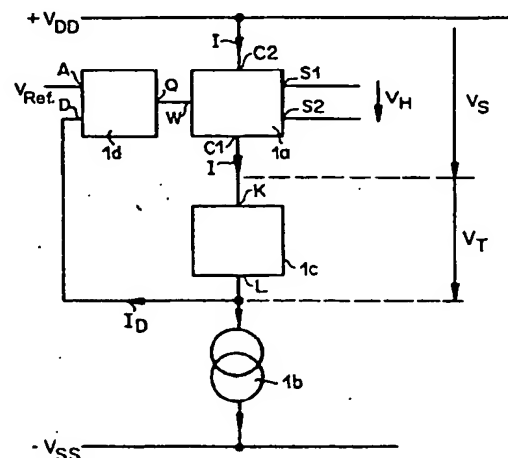 + VDD
I
C2
A
VRef.
D
Q
W
S1
S2
VH
VS
1d
C1
1a
I
K
VT
1c
L
ID
1b
- VSS